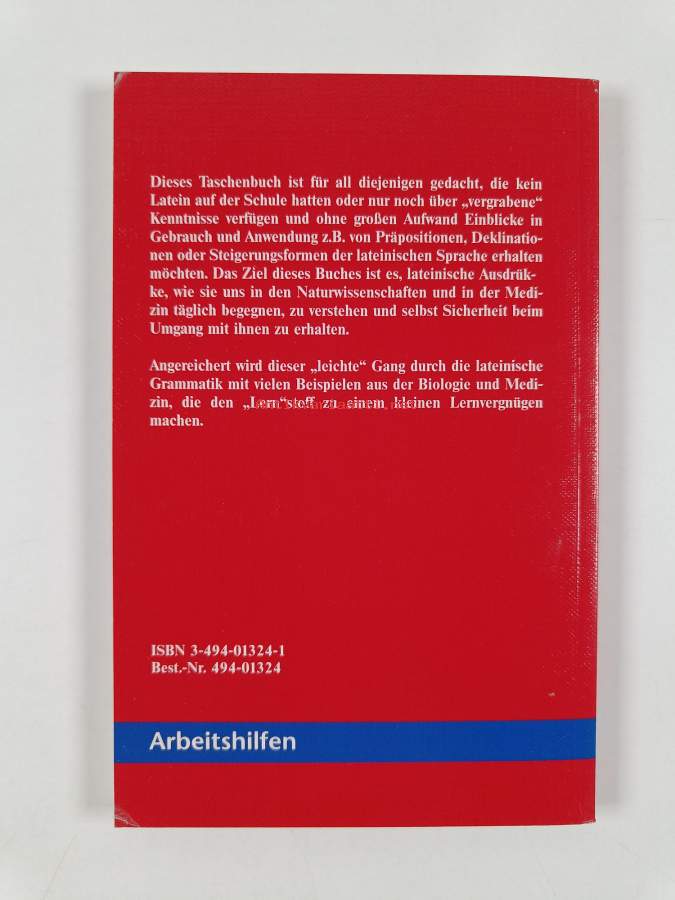 Dieses Taschenbuch ist für all diejenigen gedacht, die kein
Latein auf der Schule hatten oder nur noch über „vergrabene“
Kenntnisse verfügen und ohne großen Aufwand Einblicke in
Gebrauch und Anwendung z.B. von Präpositionen, Deklinatio-
nen oder Steigerungsformen der lateinischen Sprache erhalten
möchten. Das Ziel dieses Buches ist es, lateinische Ausdrük-
ke, wie sie uns in den Naturwissenschaften und in der Medi-
zin täglich begegnen, zu verstehen und selbst Sicherheit beim
Umgang mit ihnen zu erhalten.
Angereichert wird dieser „leichte“ Gang durch die lateinische
Grammatik mit vielen Beispielen aus der Biologie und Medi-
zin, die den „Lern“stoff zu einem kleinen Lernvergnügen
machen.
ISBN 3-494-01324-1
Best.-Nr. 494-01324
Arbeitshilfen